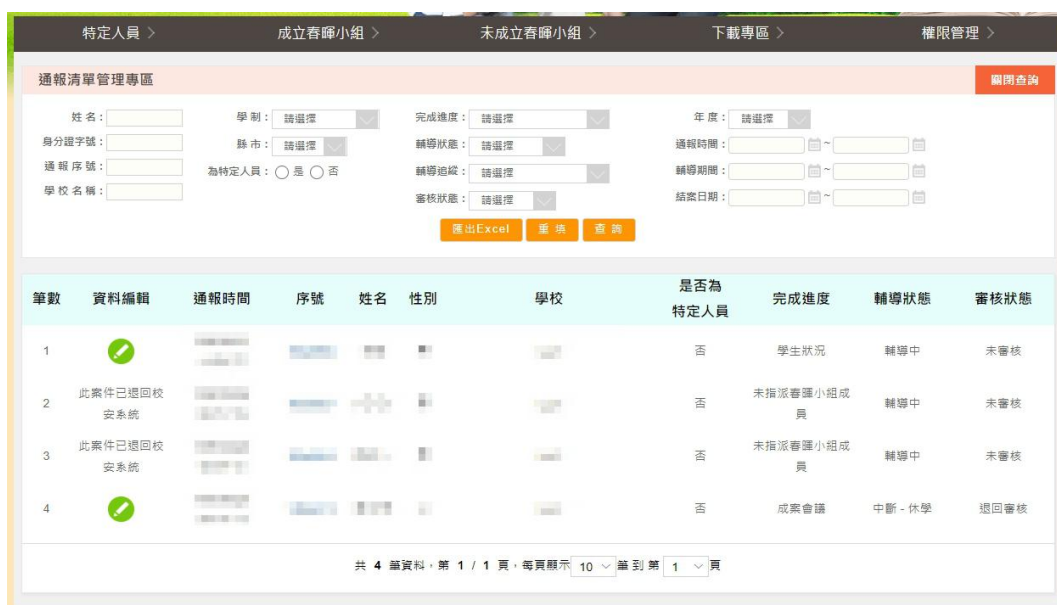 特定人員 > 成立春暉小組 > 未成立春暉小組 > 下載專區 > 權限管理 >
通報清單管理專區 關閉查詢
姓名： 學制： 請選擇 完成進度： 請選擇 年度： 請選擇
身分證字號： 縣市： 請選擇 輔導狀態： 請選擇 通報時間： ~
通報序號： 為特定人員： 是 否 輔導追蹤： 請選擇 輔導期間： ~
學校名稱： 審核狀態： 請選擇 結案日期： ~
匯出Excel 重填 查詢
筆數 資料編輯 通報時間 序號 姓名 性別 學校 是否為 完成進度 輔導狀態 審核狀態
特定人員
1 否 學生狀況 輔導中 未審核
2 此案件已退回校 否 未指派春暉小組成 輔導中 未審核
安系統 員
3 此案件已退回校 否 未指派春暉小組成 輔導中 未審核
安系統 員
4 否 成案會議 中斷 - 休學 退回審核
共 4 筆資料，第 1 / 1 頁，每頁顯示 10 筆 到 第 1 頁